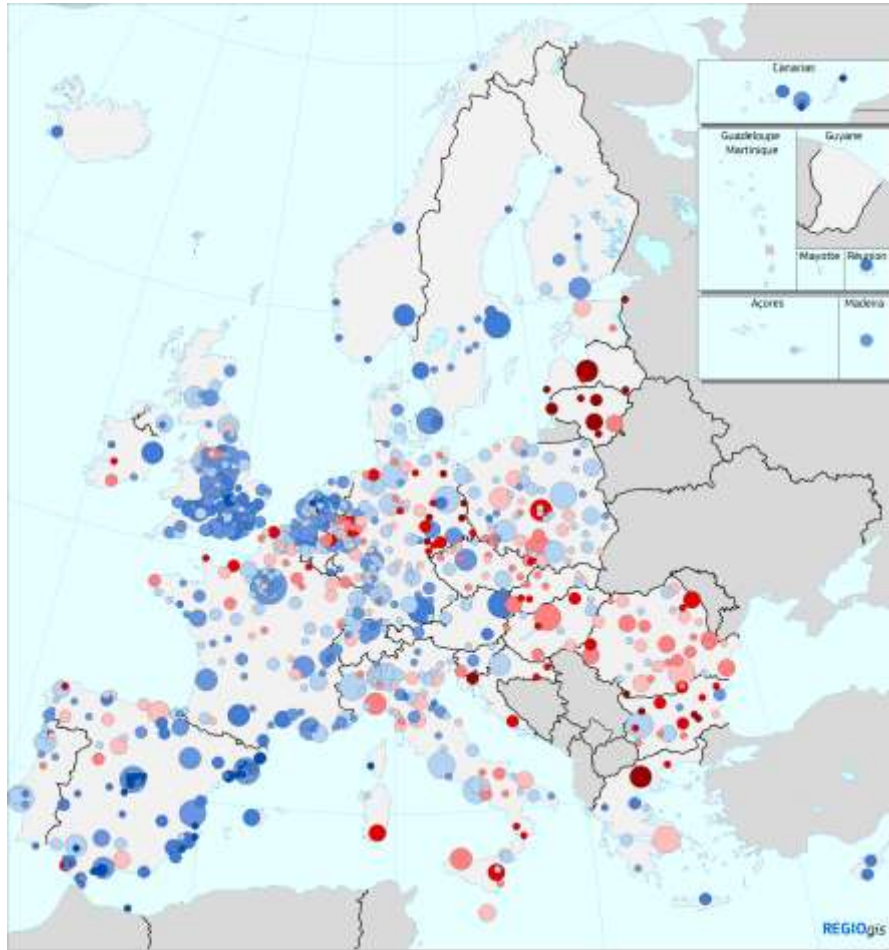 Canarias
Guadeloupe
Martinique
Guyane
Mayotte
Réunion
Açores
Madeira
REGIOgis